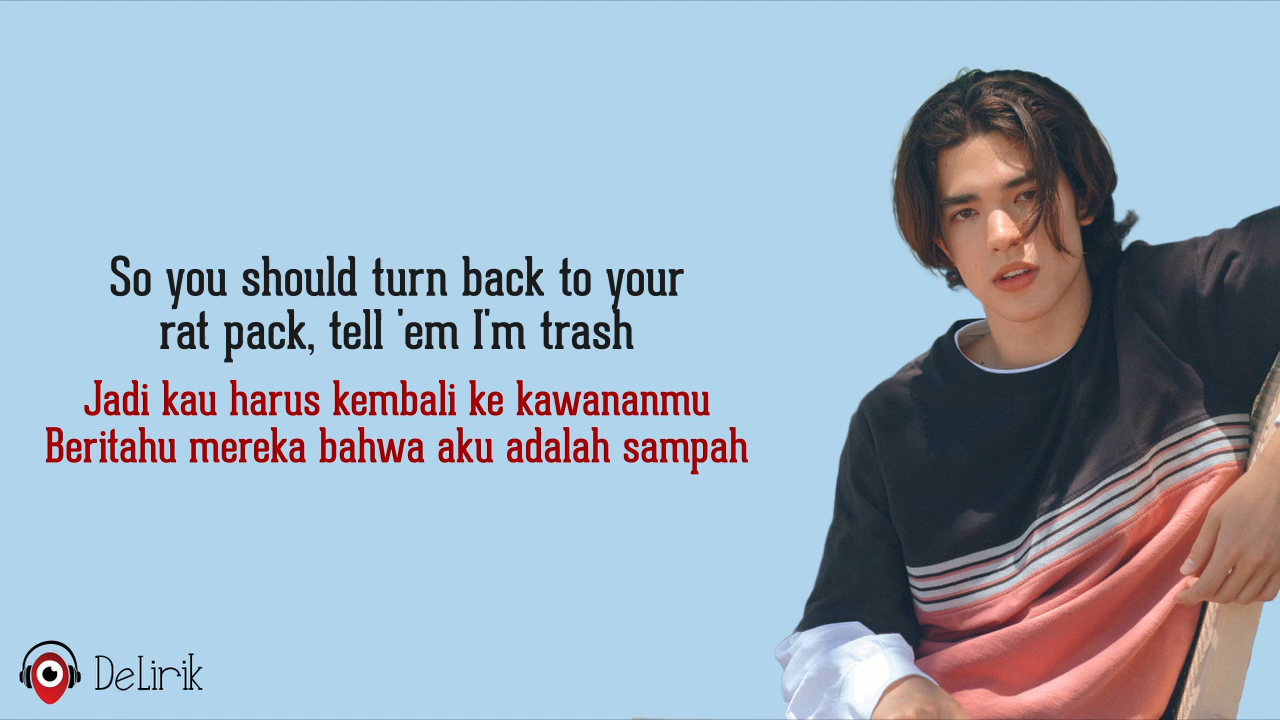 So you should turn back to your
rat pack, tell 'em I'm trash
Jadi kau harus kembali ke kawananmu
Beritahu mereka bahwa aku adalah sampah
DeLirik